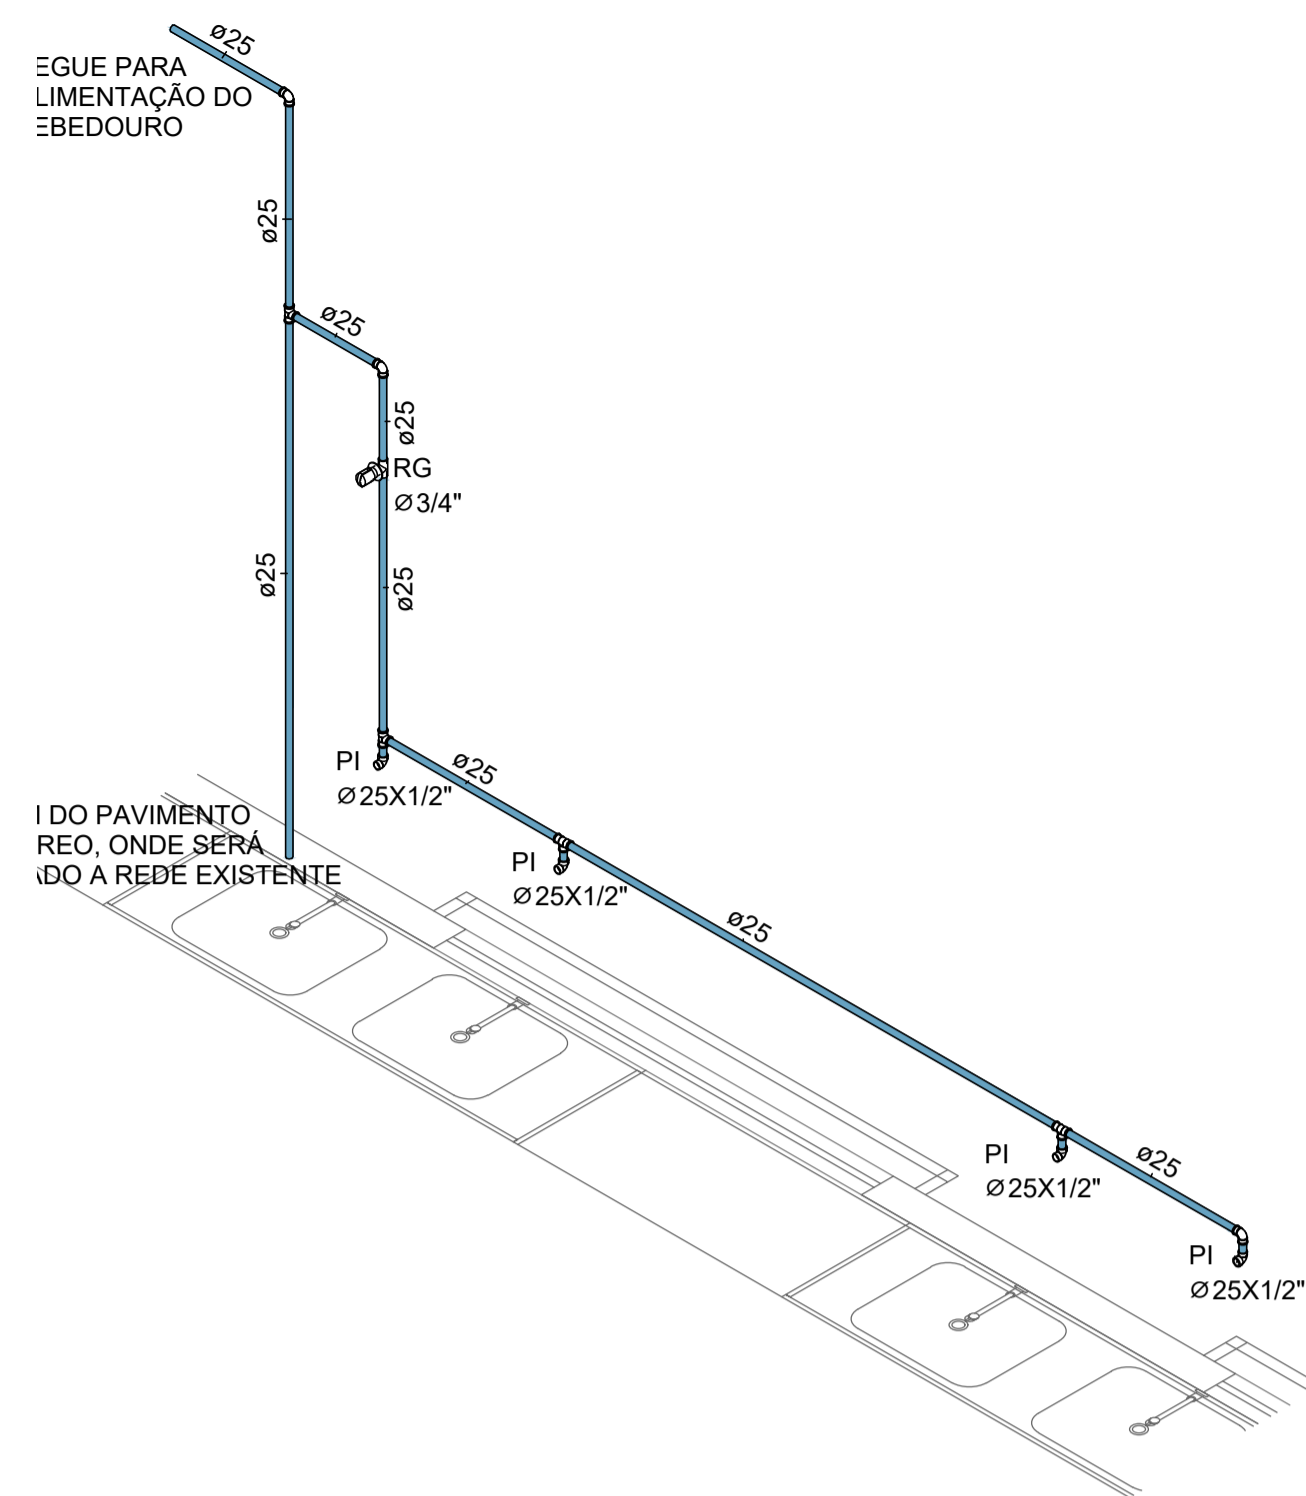 ø25
EGUE PARA
LIMENTAÇÃO DO
EBEDOURO
ø25
ø25
ø25
RG
Ø3/4"
ø25
ø25
PI
Ø25X1/2"
ø25
I DO PAVIMENTO
REO, ONDE SERÁ
ADO A REDE EXISTENTE
PI
Ø25X1/2"
ø25
PI
Ø25X1/2"
ø25
PI
Ø25X1/2"